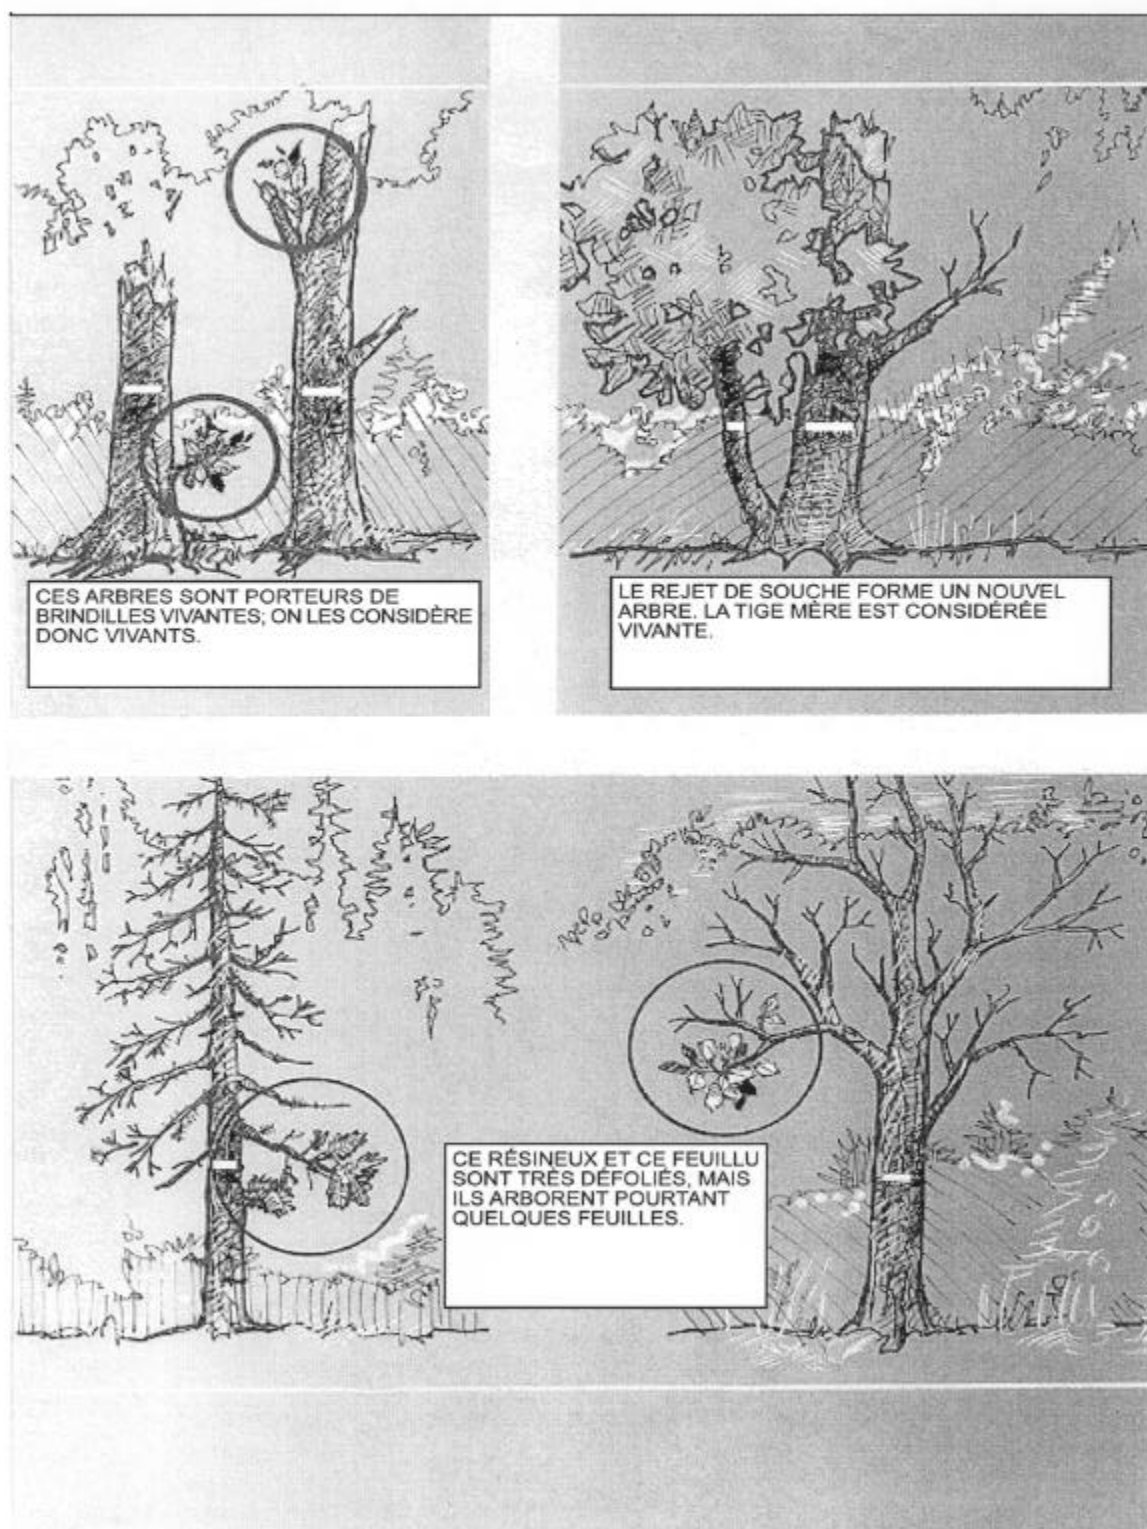 CES ARBRES SONT PORTEURS DE
BRINDILLES VIVANTES; ON LES CONSIDÈRE
DONC VIVANTS.
LE REJET DE SOUCHE FORME UN NOUVEL
ARBRE. LA TIGE MÈRE EST CONSIDÉRÉE
VIVANTE.
CE RÉSINEUX ET CE FEUILLU
SONT TRÈS DÉFOLIÉS, MAIS
ILS ARBORENT POURTANT
QUELQUES FEUILLES.